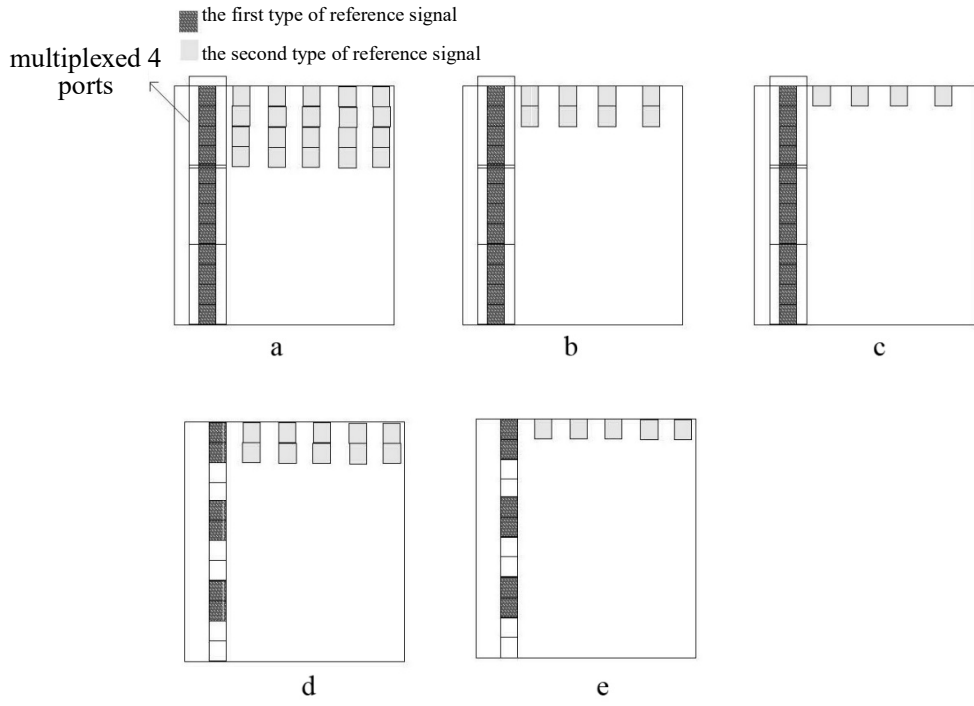 the first type of reference signal
the second type of reference signal
multiplexed 4
ports
a
b
c
d
e